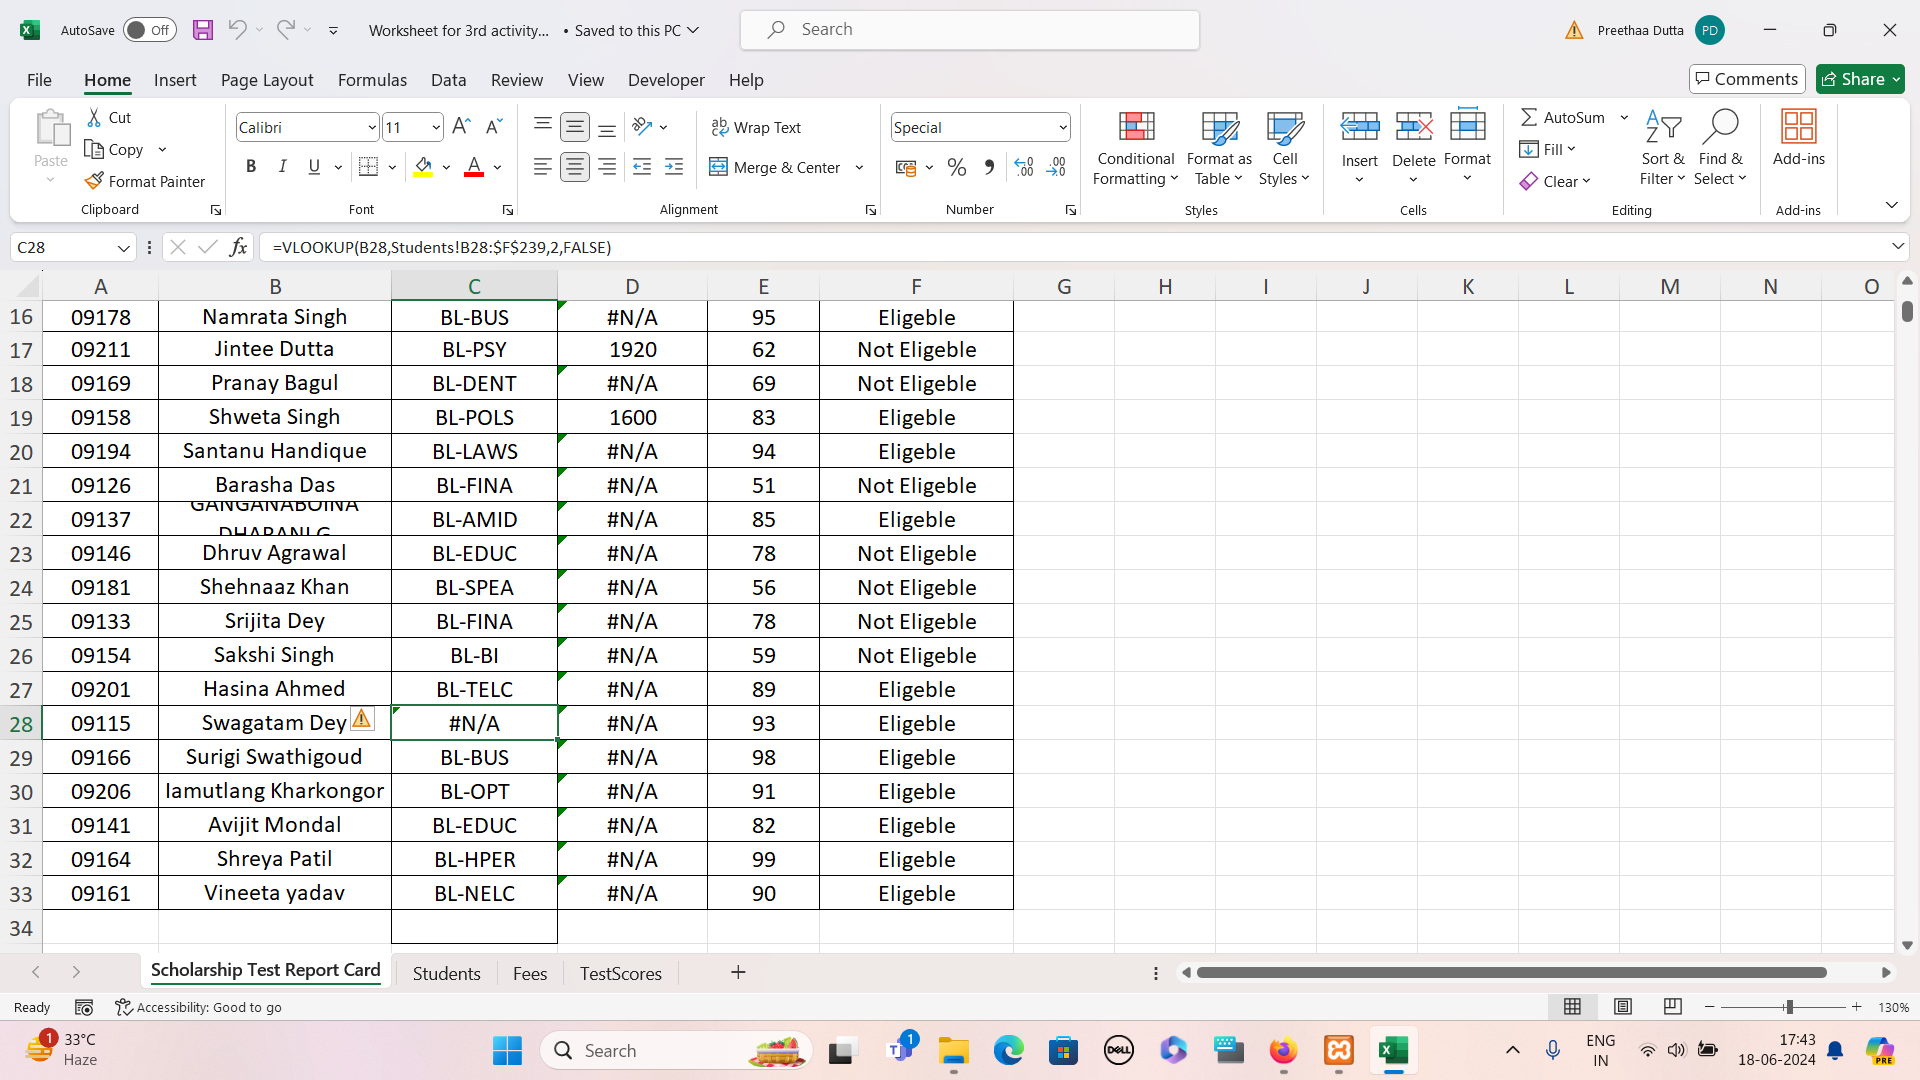 AutoSave Off Worksheet for 3rd activity... • Saved to this PC Search Preethaa Dutta PD
File Home Insert Page Layout Formulas Data Review View Developer Help Comments Share
Paste Cut Copy Format Painter Clipboard
Calibri 11 B I U A Font
ab Wrap Text Merge & Center Alignment
Special % Number
Conditional Formatting Format as Table Cell Styles Styles
Insert Delete Format Cells
AutoSum Fill Clear Sort & Filter Find & Select Editing
Add-ins Add-ins
C28 fx =VLOOKUP(B28,Students!B28:$F$239,2,FALSE)
A B C D E F G H I J K L M N O
16 09178 Namrata Singh BL-BUS #N/A 95 Eligeble
17 09211 Jintee Dutta BL-PSY 1920 62 Not Eligeble
18 09169 Pranay Bagul BL-DENT #N/A 69 Not Eligeble
19 09158 Shweta Singh BL-POLS 1600 83 Eligeble
20 09194 Santanu Handique BL-LAWS #N/A 94 Eligeble
21 09126 Barasha Das BL-FINA #N/A 51 Not Eligeble
22 09137 GANGANABOINA DHARANI G BL-AMID #N/A 85 Eligeble
23 09146 Dhruv Agrawal BL-EDUC #N/A 78 Not Eligeble
24 09181 Shehnaaz Khan BL-SPEA #N/A 56 Not Eligeble
25 09133 Srijita Dey BL-FINA #N/A 78 Not Eligeble
26 09154 Sakshi Singh BL-BI #N/A 59 Not Eligeble
27 09201 Hasina Ahmed BL-TELC #N/A 89 Eligeble
28 09115 Swagatam Dey #N/A #N/A 93 Eligeble
29 09166 Surigi Swathigoud BL-BUS #N/A 98 Eligeble
30 09206 Iamutlang Kharkongor BL-OPT #N/A 91 Eligeble
31 09141 Avijit Mondal BL-EDUC #N/A 82 Eligeble
32 09164 Shreya Patil BL-HPER #N/A 99 Eligeble
33 09161 Vineeta yadav BL-NELC #N/A 90 Eligeble
34
Scholarship Test Report Card Students Fees TestScores
Ready Accessibility: Good to go 130%
1 33°C Haze Search 1 DELL PRE ENG IN 17:43 18-06-2024